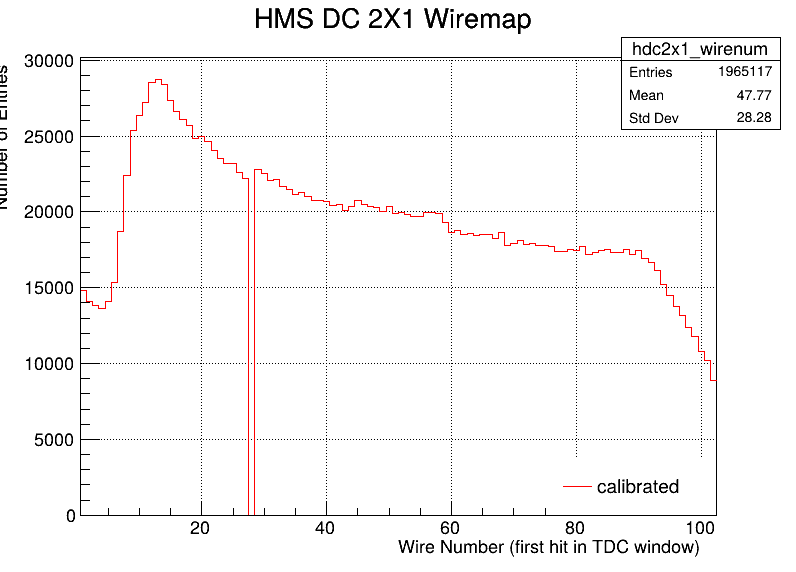 HMS DC 2X1 Wiremap
hdc2x1_wirenum
Entries 1965117
Mean 47.77
Std Dev 28.28
Number of Entries
30000
25000
20000
15000
10000
5000
0
20 40 60 80 100
calibrated
Wire Number (first hit in TDC window)